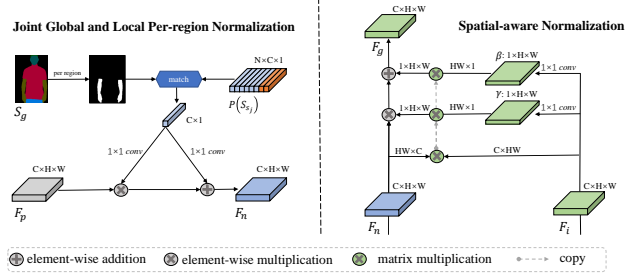 Joint Global and Local Per-region Normalization
Spatial-aware Normalization
per region
S_g
match
N×C×1
P(S_{s_j})
C×1
1×1 conv
1×1 conv
C×H×W
F_p
C×H×W
F_n
C×H×W
F_g
β: 1×H×W
1×H×W
HW×1
1×1 conv
γ: 1×H×W
1×H×W
HW×1
1×1 conv
HW×C
C×HW
C×H×W
F_n
C×H×W
F_i
element-wise addition
element-wise multiplication
matrix multiplication
copy